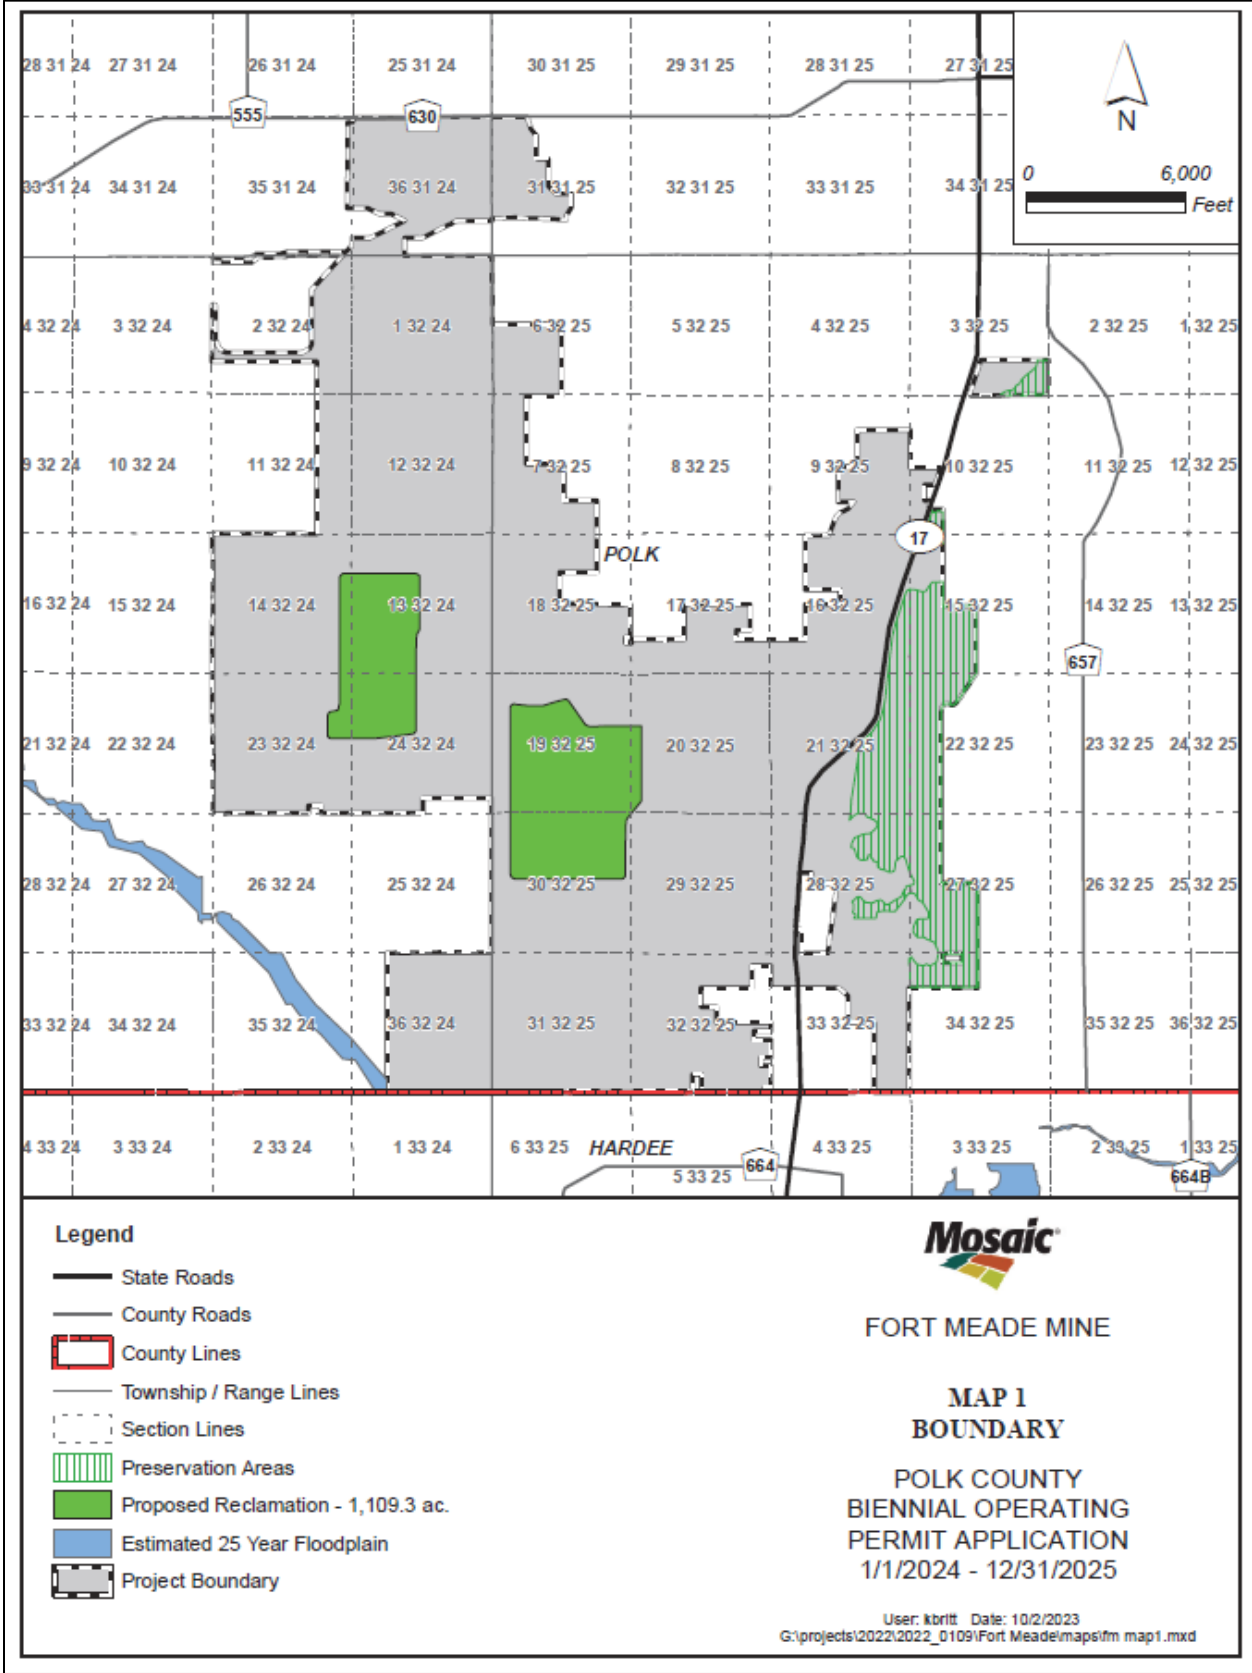 28 31 24 27 31 24 26 31 24 25 31 24 30 31 25 29 31 25 28 31 25 27 31 25
N
0 6,000
Feet
555 630
33 31 24 34 31 24 35 31 24 36 31 24 31 31 25 32 31 25 33 31 25 34 31 25
4 32 24 3 32 24 2 32 24 1 32 24 6 32 25 5 32 25 4 32 25 3 32 25 2 32 25 1 32 25
9 32 24 10 32 24 11 32 24 12 32 24 7 32 25 8 32 25 9 32 25 10 32 25 11 32 25 12 32 25
17
POLK
16 32 24 15 32 24 14 32 24 13 32 24 18 32 25 17 32 25 16 32 25 15 32 25 14 32 25 13 32 25
657
21 32 24 22 32 24 23 32 24 24 32 24 19 32 25 20 32 25 21 32 25 22 32 25 23 32 25 24 32 25
28 32 24 27 32 24 26 32 24 25 32 24 30 32 25 29 32 25 28 32 25 27 32 25 26 32 25 25 32 25
33 32 24 34 32 24 35 32 24 36 32 24 31 32 25 32 32 25 33 32 25 34 32 25 35 32 25 36 32 25
4 33 24 3 33 24 2 33 24 1 33 24 6 33 25 HARDEE 4 33 25 3 33 25 2 33 25 1 33 25
5 33 25 664 664B
Legend
State Roads
County Roads
County Lines
Township / Range Lines
Section Lines
Preservation Areas
Proposed Reclamation - 1,109.3 ac.
Estimated 25 Year Floodplain
Project Boundary
Mosaic
FORT MEADE MINE
MAP 1
BOUNDARY
POLK COUNTY
BIENNIAL OPERATING
PERMIT APPLICATION
1/1/2024 - 12/31/2025
User: kbritt Date: 10/2/2023
G:\projects\2022\2022_0109\Fort Meade\maps\fm map1.mxd